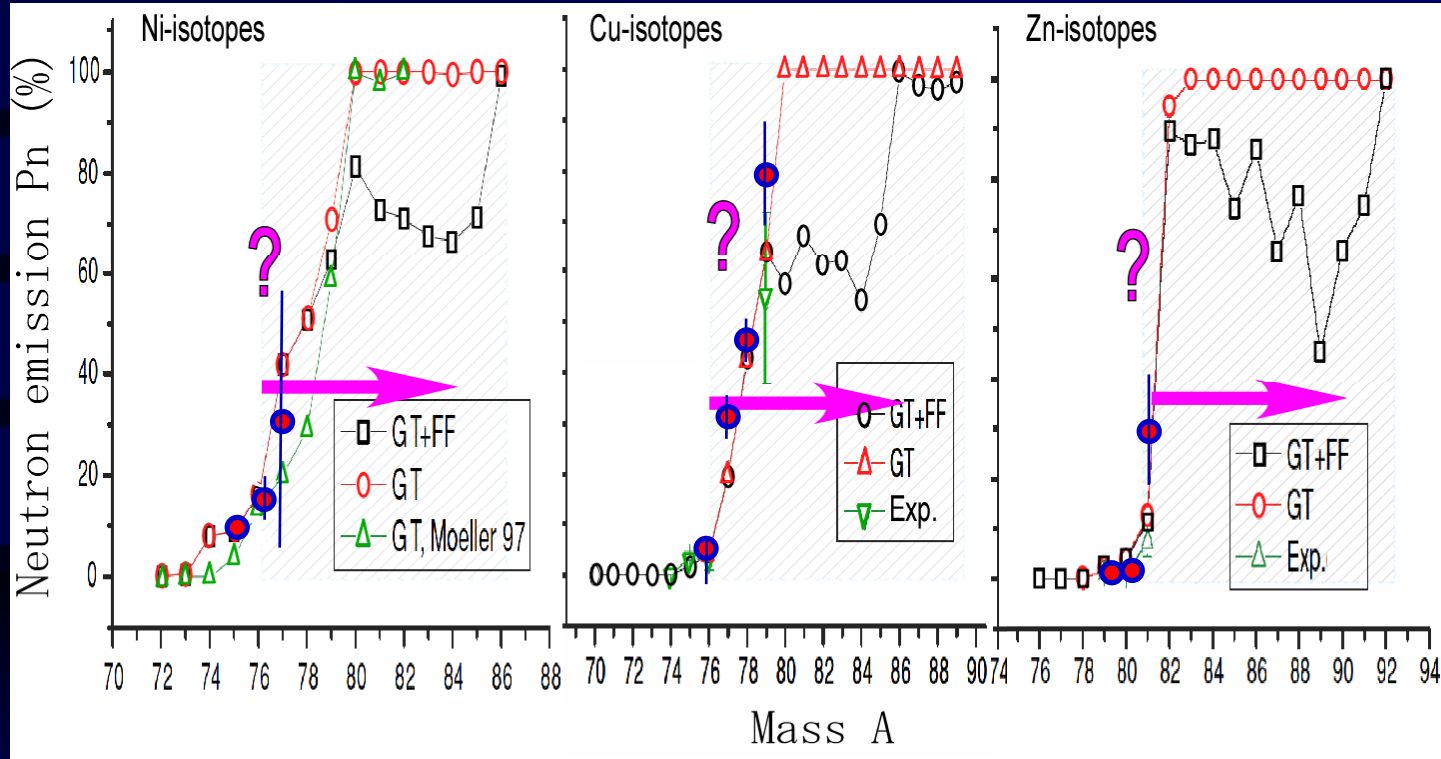 Ni-isotopes
Cu-isotopes
Zn-isotopes
Neutron emission Pn (%)
100
80
60
40
20
0
?
?
?
GT+FF
GT
GT, Moeller 97
GT+FF
GT
Exp.
GT+FF
GT
Exp.
70 72 74 76 78 80 82 84 86 88
70 72 74 76 78 80 82 84 86 88 90
74 76 78 80 82 84 86 88 90 92 94
Mass A